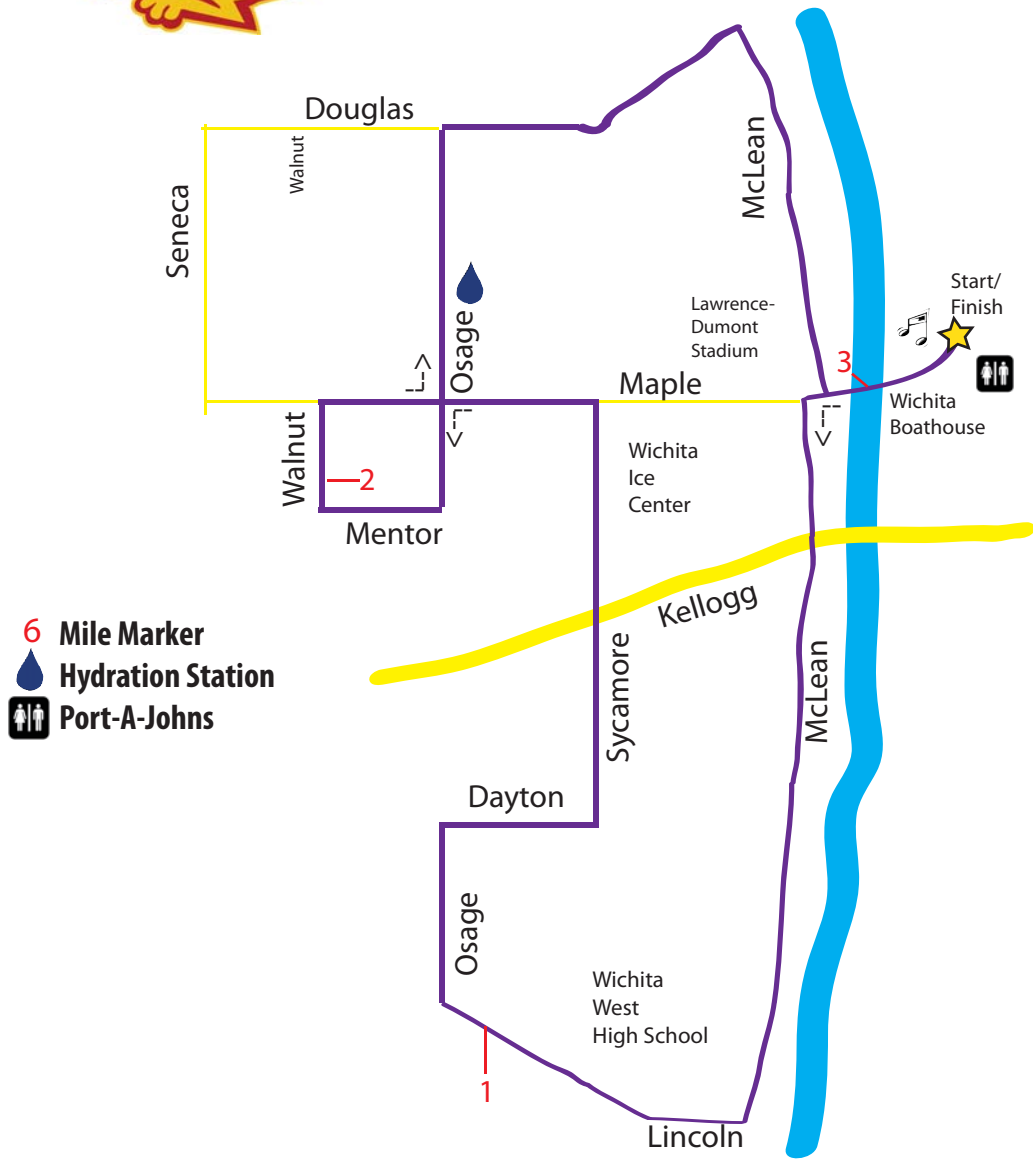 Douglas
Walnut
Seneca
McLean
Osage
Lawrence-
Dumont
Stadium
Start/
Finish
3
Maple
Wichita
Boathouse
Walnut
2
Mentor
Wichita
Ice
Center
Kellogg
6 Mile Marker
Hydration Station
Port-A-Johns
Sycamore
McLean
Dayton
Osage
Wichita
West
High School
1
Lincoln